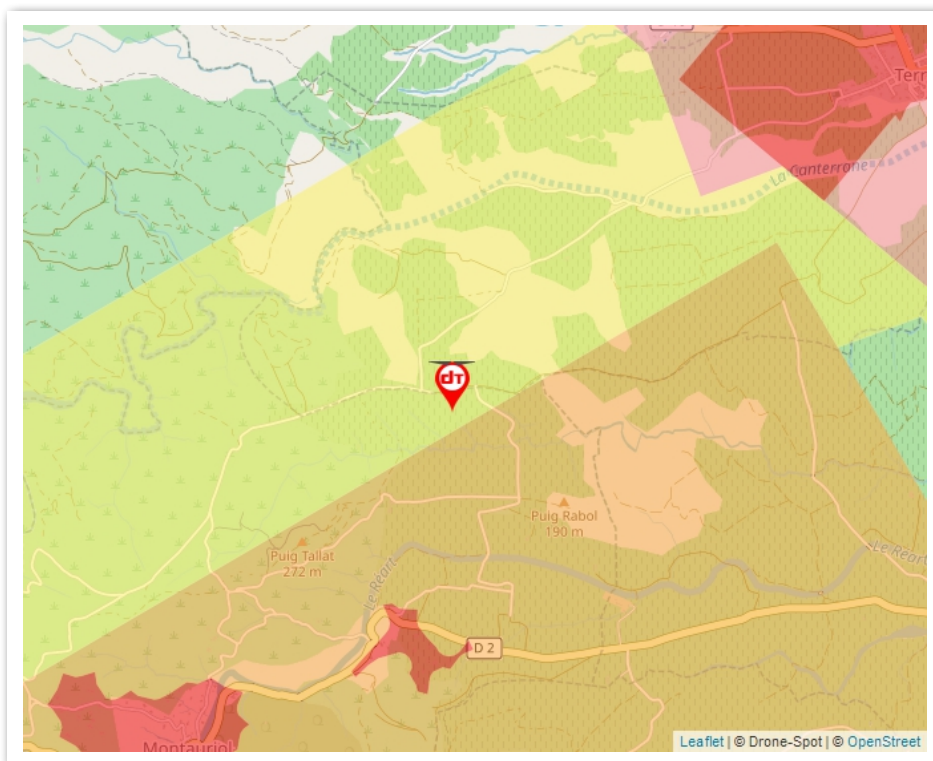 Terr
La Canterrane
dT
Puig Rabol
190 m
Puig Tallat
272 m
Le Réart
Le Réart
D 2
Montauriol
Leaflet | © Drone-Spot | © OpenStreet